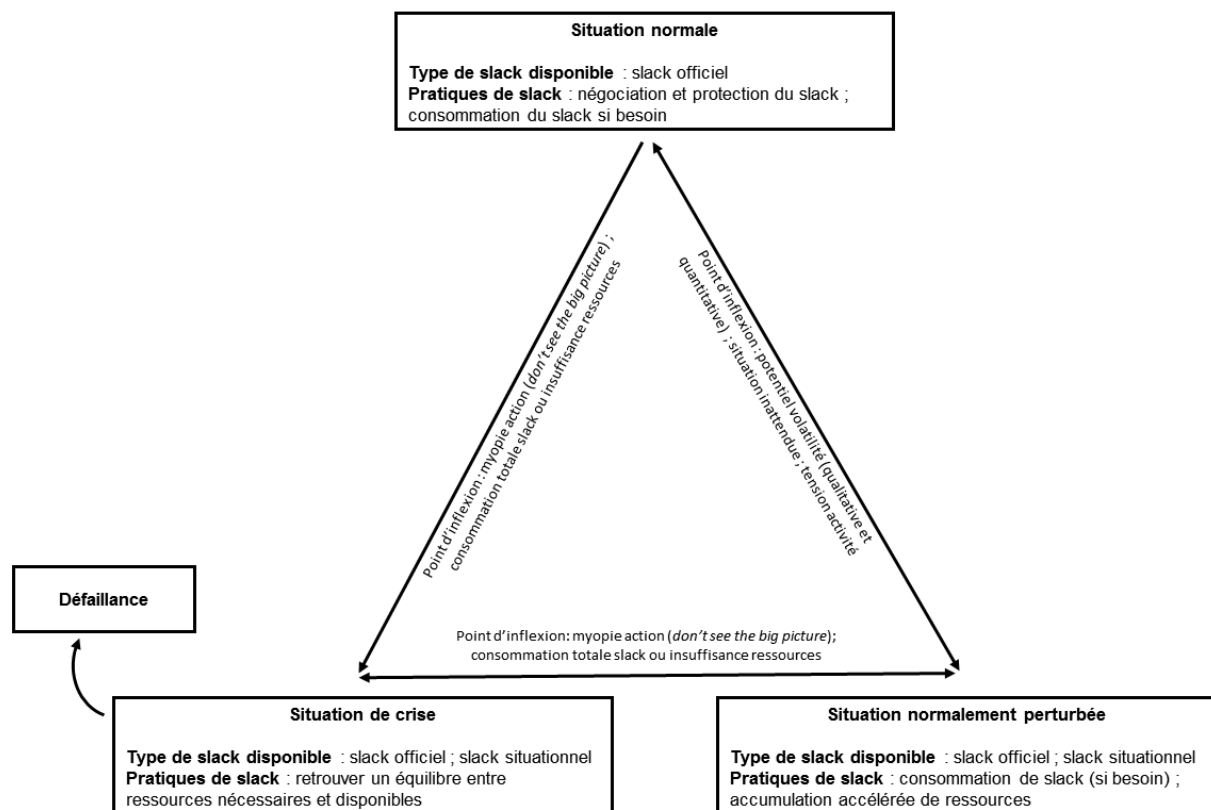 Situation normale
Type de slack disponible : slack officiel
Pratiques de slack : négociation et protection du slack ;
consommation du slack si besoin
Point d'inflexion : myopie action (don't see the big picture) ;
consommation totale slack ou insuffisance ressources
Point d'inflexion : potentiel volatilité (qualitative et
quantitative) ; situation inattendue ; tension activité
Défaillance
Point d'inflexion: myopie action (don't see the big picture);
consommation totale slack ou insuffisance ressources
Situation de crise
Type de slack disponible : slack officiel ; slack situationnel
Pratiques de slack : retrouver un équilibre entre
ressources nécessaires et disponibles
Situation normalement perturbée
Type de slack disponible : slack officiel ; slack situationnel
Pratiques de slack : consommation de slack (si besoin) ;
accumulation accélérée de ressources